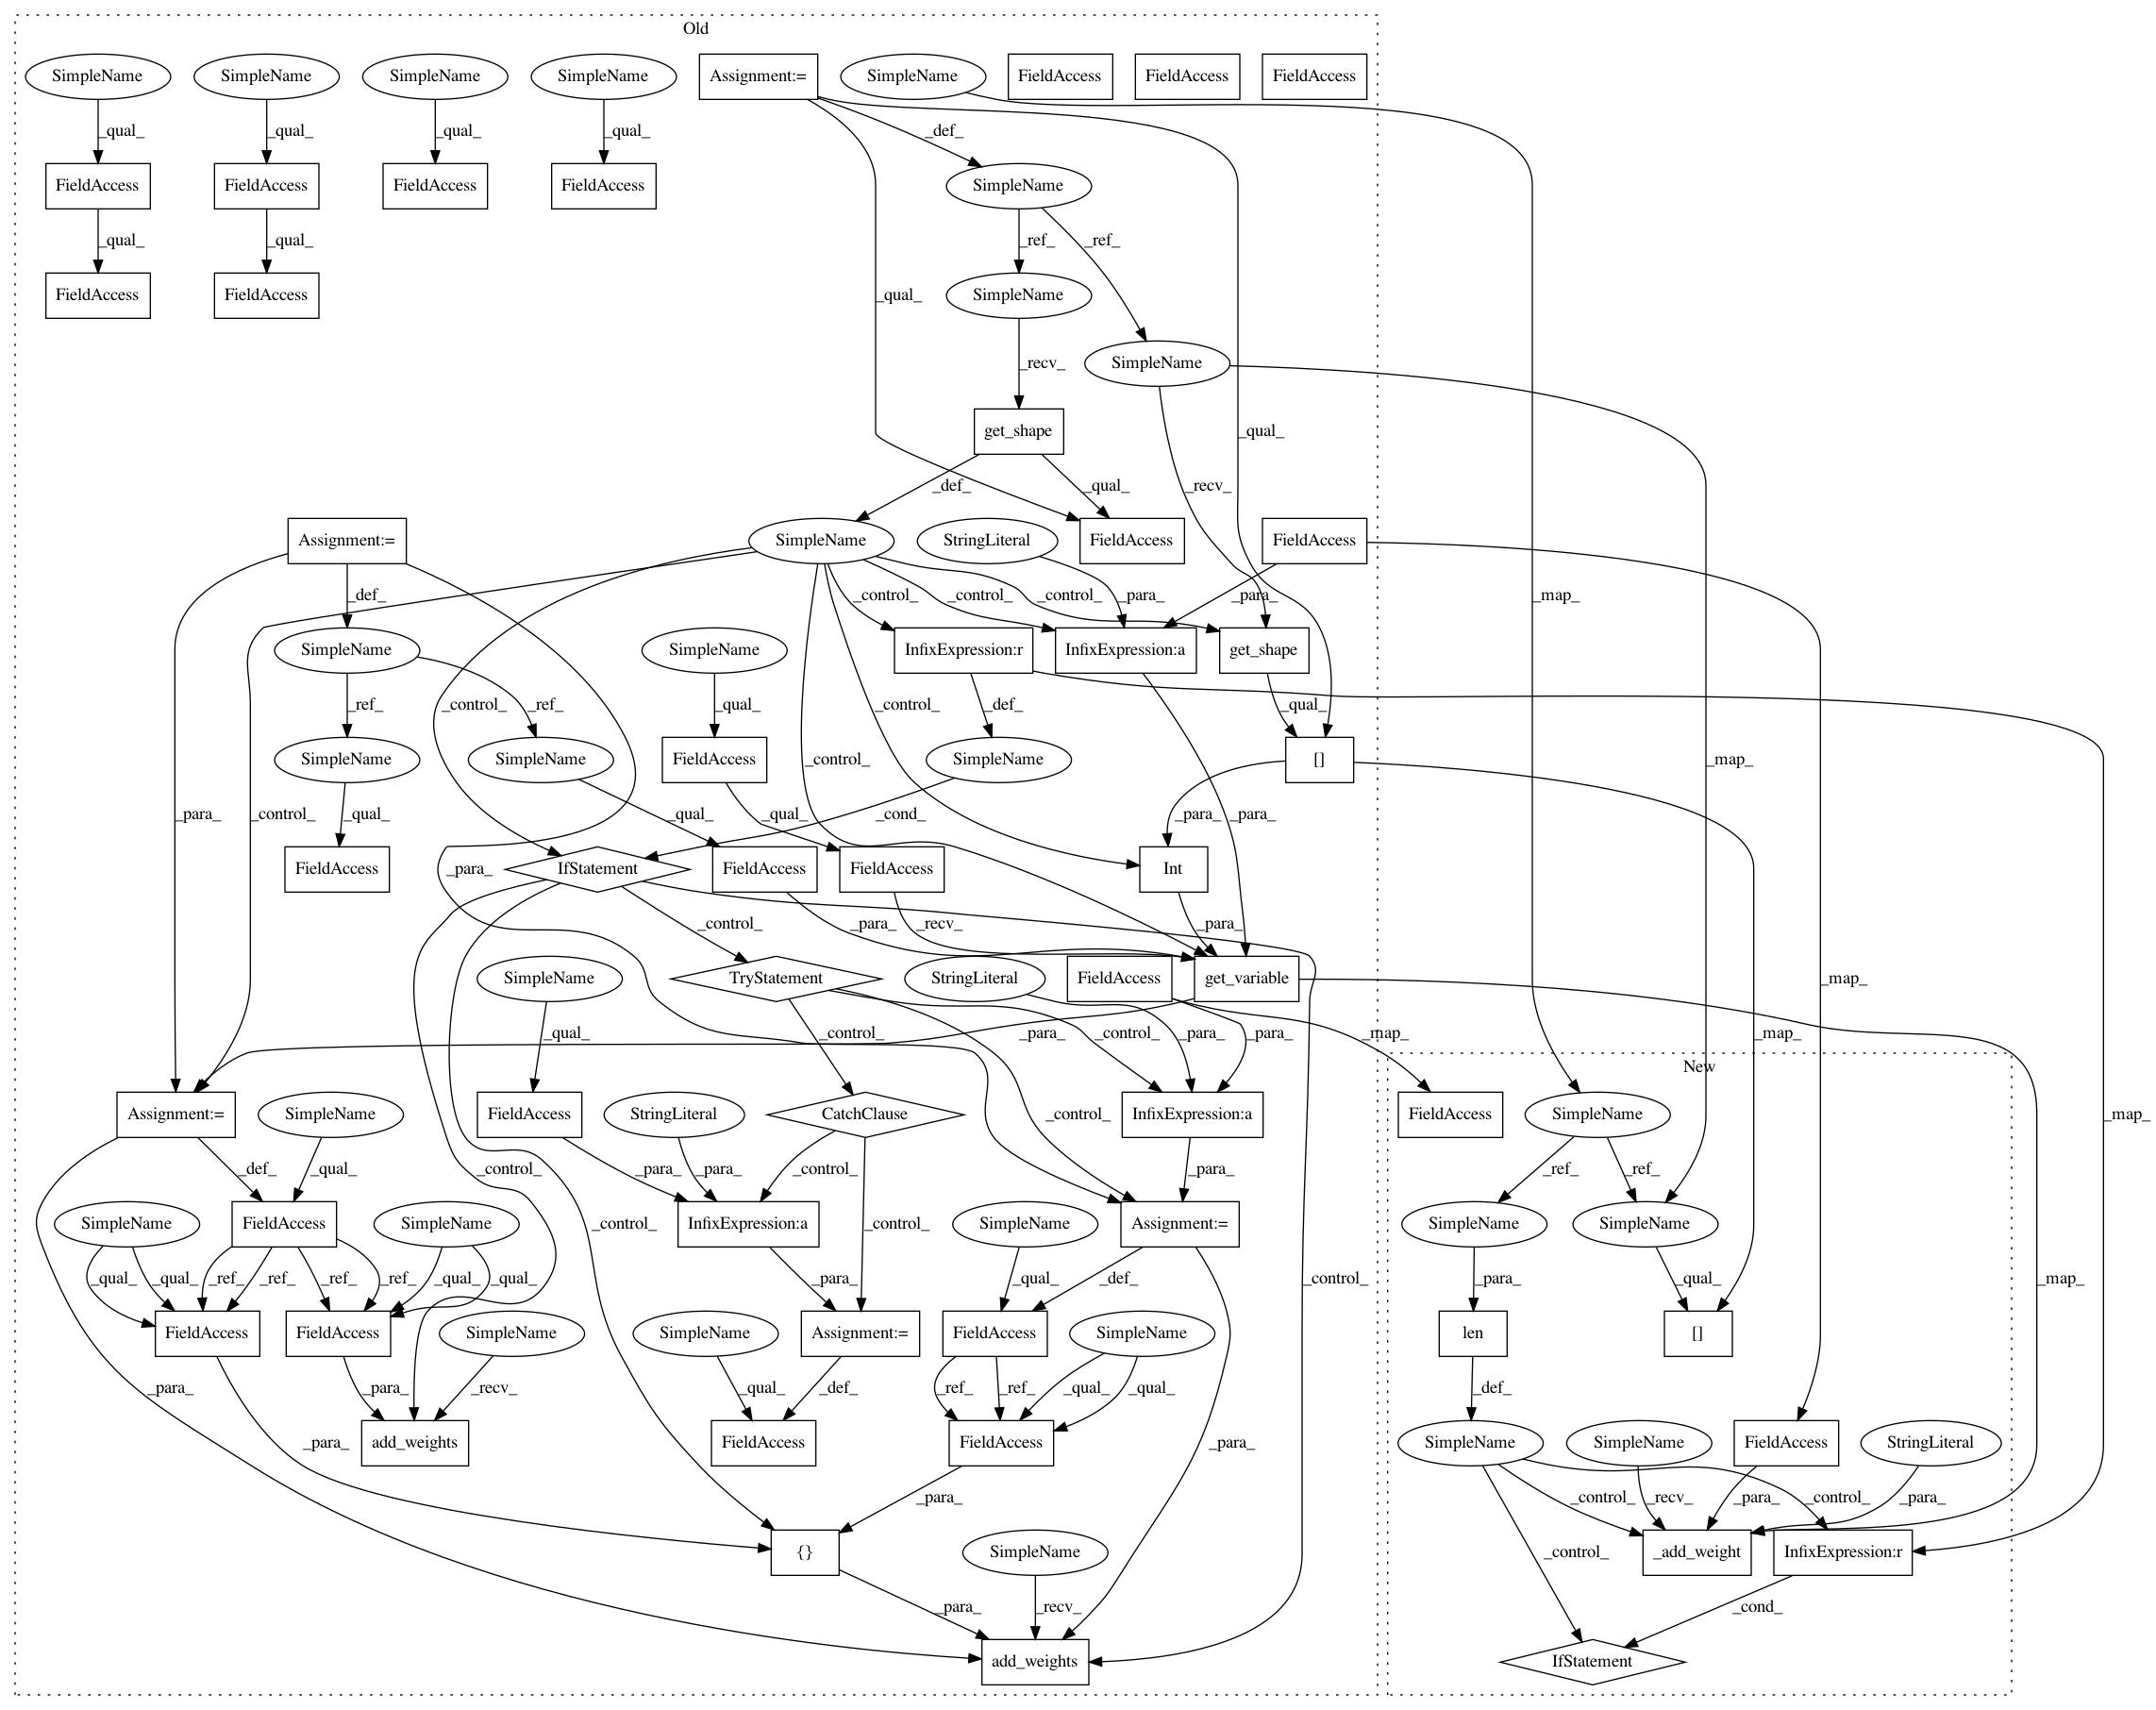 Old
SimpleName SimpleName SimpleName SimpleName Assignment:= SimpleName FieldAccess FieldAccess FieldAccess
_qual_ _qual_ _qual_ _qual_ _def_
FieldAccess FieldAccess FieldAccess FieldAccess SimpleName
_qual_ _qual_ _ref_ _ref_
FieldAccess FieldAccess _qual_ SimpleName
_recv_ SimpleName
get_shape _qual_
_def_ _qual_ _recv_
Assignment:= SimpleName StringLiteral FieldAccess FieldAccess
_def_ _control_ _control_ _control_ _para_ _para_ _map_
SimpleName SimpleName InfixExpression:r InfixExpression:a get_shape
_ref_ _ref_ _control_ _qual_ _control_ _def_ _qual_
SimpleName SimpleName FieldAccess _control_ SimpleName [] _map_
_para_ _control_ _qual_ _qual_ _qual_ _cond_ _para_ _para_
FieldAccess _para_ IfStatement FieldAccess FieldAccess Int
_control_ _para_ _recv_ _para_
SimpleName TryStatement StringLiteral FieldAccess get_variable _map_
_qual_ _control_ _para_ _control_ _para_ _para_ _map_ _map_
New
Assignment:= SimpleName FieldAccess StringLiteral CatchClause InfixExpression:a FieldAccess SimpleName _map_
_def_ _qual_ _control_ _para_ _para_ _control_ _control_ _para_ _ref_ _ref_
SimpleName FieldAccess SimpleName InfixExpression:a _control_ SimpleName Assignment:= SimpleName SimpleName
_qual_ _qual_ _ref_ _ref_ _ref_ _ref_ _qual_ _qual_ _control_ _para_ _qual_ _def_ _control_ _para_ _qual_ _map_
FieldAccess FieldAccess SimpleName SimpleName Assignment:= FieldAccess SimpleName len []
_para_ _para_ _recv_ _qual_ _def_ _ref_ _ref_ _qual_ _qual_ _def_
add_weights FieldAccess FieldAccess SimpleName SimpleName FieldAccess StringLiteral
_para_ _para_ _para_ _control_ _recv_ _para_ _control_ _para_
{} SimpleName _add_weight InfixExpression:r
_para_ _recv_ _control_ _cond_
add_weights IfStatement